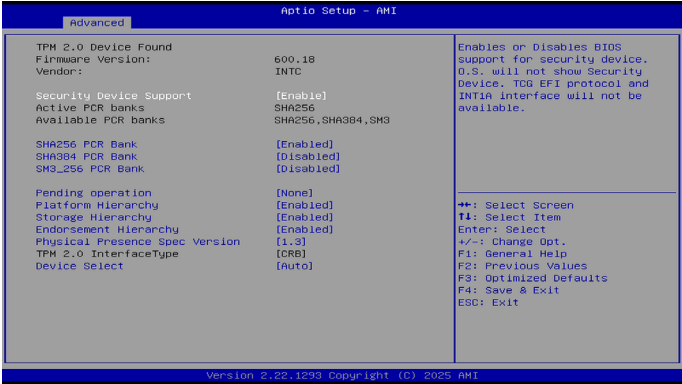 Aptio Setup - AMI
Advanced
TPM 2.0 Device Found
Firmware Version: 600.18
Vendor: INTC
Security Device Support [Enable]
Active PCR banks SHA256
Available PCR banks SHA256,SHA384,SM3
SHA256 PCR Bank [Enabled]
SHA384 PCR Bank [Disabled]
SM3_256 PCR Bank [Disabled]
Pending operation [None]
Platform Hierarchy [Enabled]
Storage Hierarchy [Enabled]
Endorsement Hierarchy [Enabled]
Physical Presence Spec Version [1.3]
TPM 2.0 InterfaceType [CRB]
Device Select [Auto]
Enables or Disables BIOS
support for security device.
O.S. will not show Security
Device. TCG EFI protocol and
INT1A interface will not be
available.
→←: Select Screen
↑↓: Select Item
Enter: Select
+/-: Change Opt.
F1: General Help
F2: Previous Values
F3: Optimized Defaults
F4: Save & Exit
ESC: Exit
Version 2.22.1293 Copyright (C) 2025 AMI